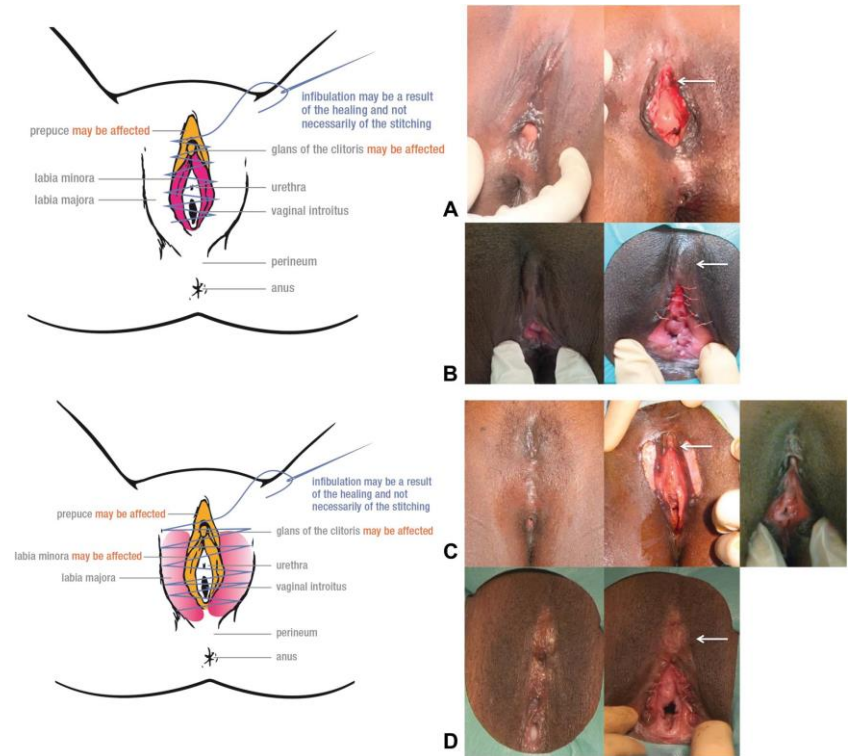 infibulation may be a result
of the healing and not
necessarily of the stitching
prepuce may be affected
glans of the clitoris may be affected
labia minora
urethra
labia majora
vaginal introitus
perineum
anus
A
B
infibulation may be a result
of the healing and not
necessarily of the stitching
prepuce may be affected
glans of the clitoris may be affected
labia minora may be affected
urethra
labia majora
vaginal introitus
perineum
anus
C
D